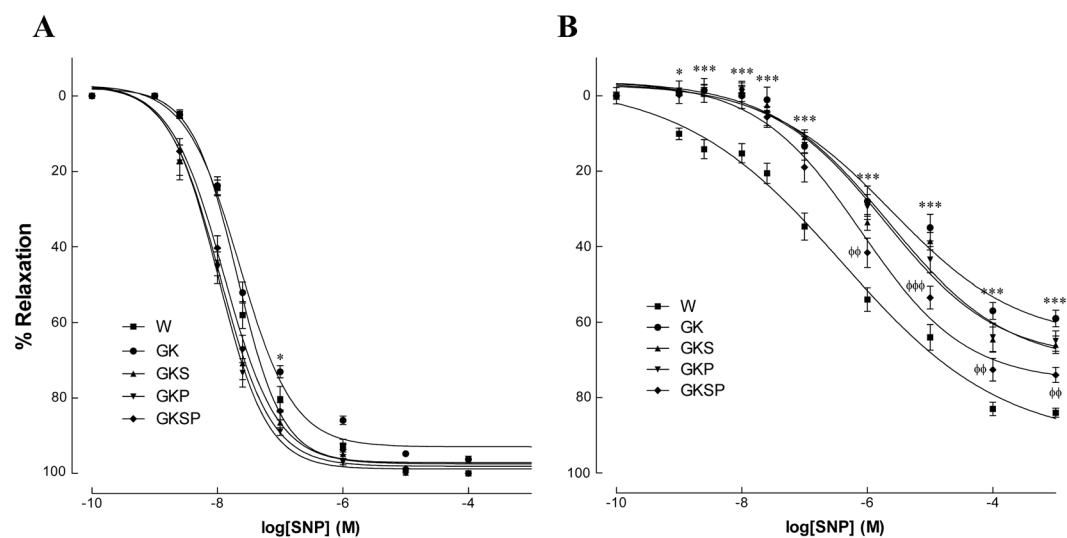 A
B
* *** *** ***
***
***
***
ϕϕ
ϕϕϕ
***
***
ϕϕ
ϕϕ
*
% Relaxation
0
20
40
60
80
100
W
GK
GKS
GKP
GKSP
-10 -8 -6 -4
log[SNP] (M)
0
20
40
60
80
100
W
GK
GKS
GKP
GKSP
-10 -8 -6 -4
log[SNP] (M)